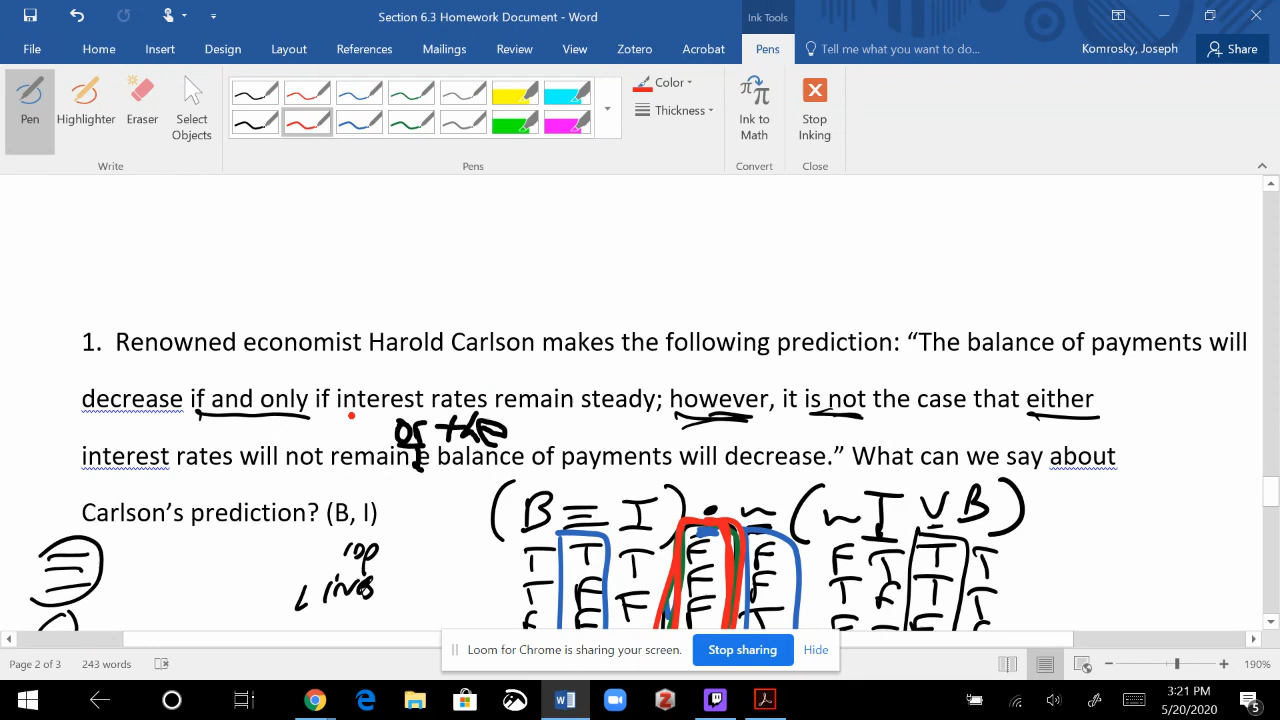 Section 6.3 Homework Document - Word
Ink Tools
File Home Insert Design Layout References Mailings Review View Zotero Acrobat Pens Tell me what you want to do... Komrosky, Joseph Share
Pen Highlighter Eraser Select Objects
Color
Thickness
Ink to Math
Stop Inking
Write Pens Convert Close
1. Renowned economist Harold Carlson makes the following prediction: “The balance of payments will
decrease if and only if interest rates remain steady; however, it is not the case that either
or the
interest rates will not remain balance of payments will decrease.” What can we say about
Carlson’s prediction? (B, I)
(B ≡ I) • ~ (~ I ∨ B)
top
lines
T T T F F F T T T
T F F F T F T T
F F T
Loom for Chrome is sharing your screen. Stop sharing Hide
Page 2 of 3 243 words 190%
3:21 PM
5/20/2020
5